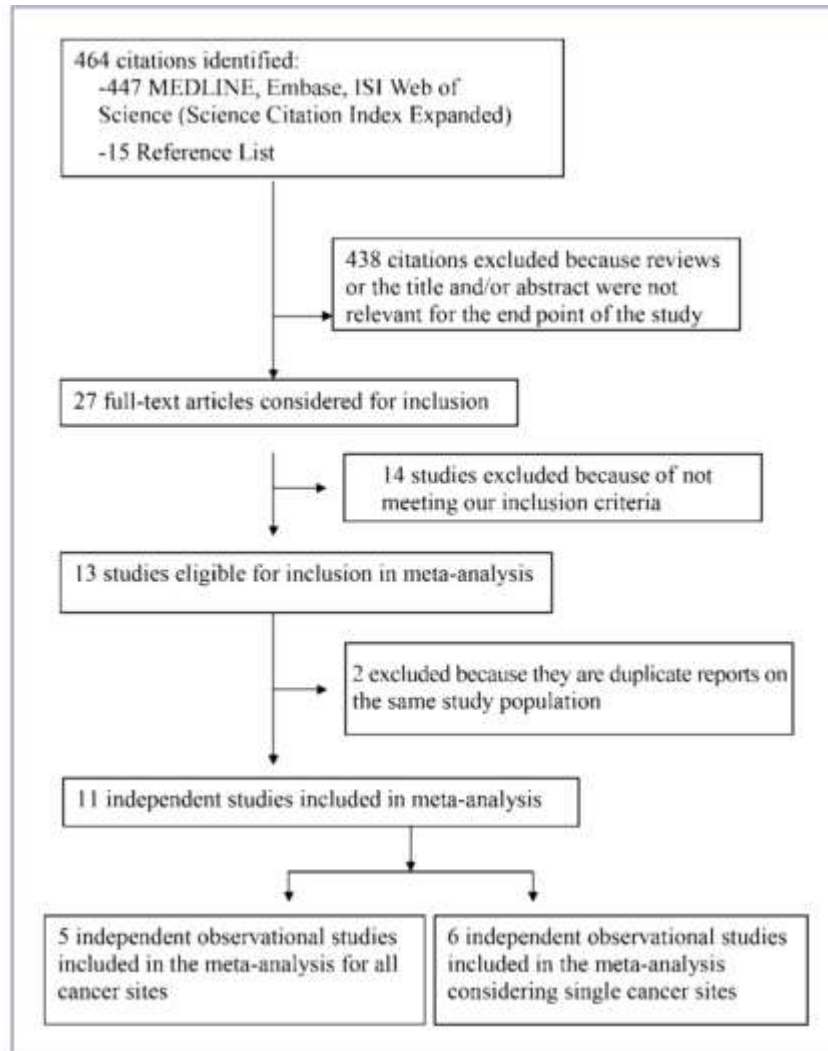 464 citations identified:
-447 MEDLINE, Embase, ISI Web of
Science (Science Citation Index Expanded)
-15 Reference List
438 citations excluded because reviews
or the title and/or abstract were not
relevant for the end point of the study
27 full-text articles considered for inclusion
14 studies excluded because of not
meeting our inclusion criteria
13 studies eligible for inclusion in meta-analysis
2 excluded because they are duplicate reports on
the same study population
11 independent studies included in meta-analysis
5 independent observational studies
included in the meta-analysis for all
cancer sites
6 independent observational studies
included in the meta-analysis
considering single cancer sites